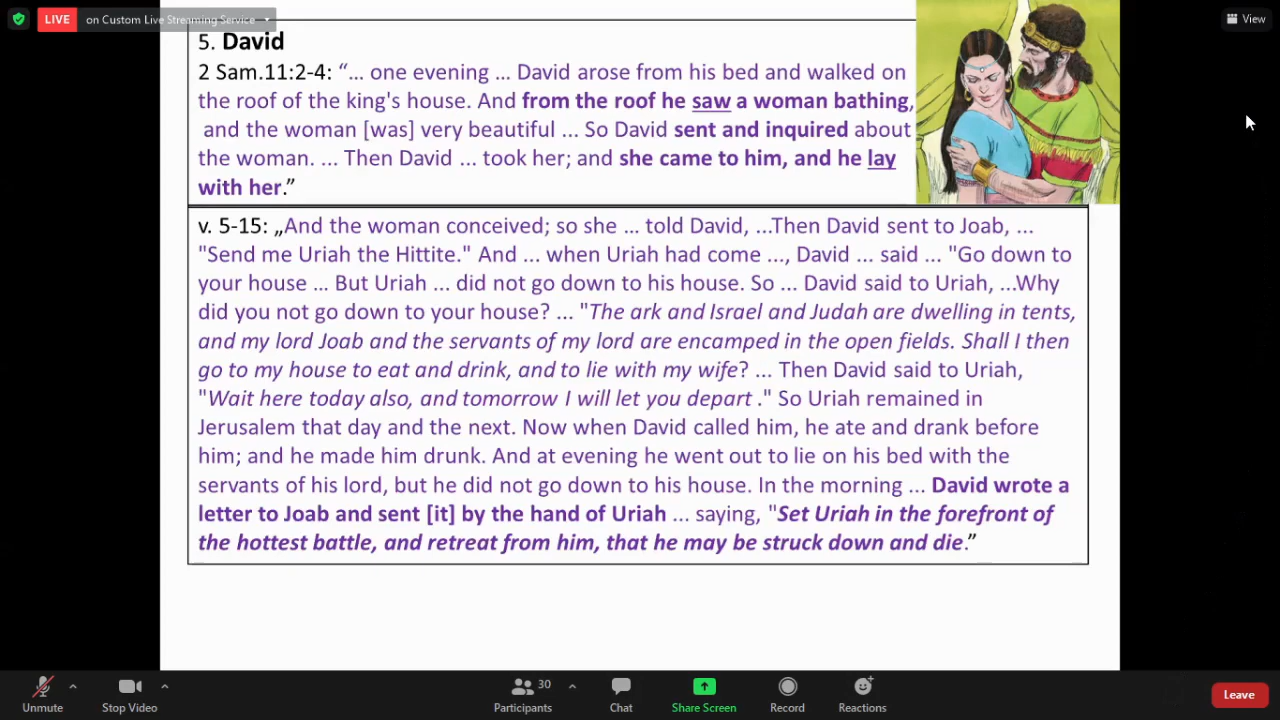 LIVE on Custom Live Streaming Service
View
5. David
2 Sam.11:2-4: “… one evening … David arose from his bed and walked on
the roof of the king's house. And from the roof he saw a woman bathing,
and the woman [was] very beautiful … So David sent and inquired about
the woman. … Then David … took her; and she came to him, and he lay
with her.”
v. 5-15: „And the woman conceived; so she … told David, …Then David sent to Joab, …
"Send me Uriah the Hittite." And … when Uriah had come …, David … said … "Go down to
your house … But Uriah … did not go down to his house. So … David said to Uriah, …Why
did you not go down to your house? … "The ark and Israel and Judah are dwelling in tents,
and my lord Joab and the servants of my lord are encamped in the open fields. Shall I then
go to my house to eat and drink, and to lie with my wife? … Then David said to Uriah,
"Wait here today also, and tomorrow I will let you depart ." So Uriah remained in
Jerusalem that day and the next. Now when David called him, he ate and drank before
him; and he made him drunk. And at evening he went out to lie on his bed with the
servants of his lord, but he did not go down to his house. In the morning … David wrote a
letter to Joab and sent [it] by the hand of Uriah … saying, "Set Uriah in the forefront of
the hottest battle, and retreat from him, that he may be struck down and die.”
Unmute
Stop Video
30
Participants
Chat
Share Screen
Record
Reactions
Leave